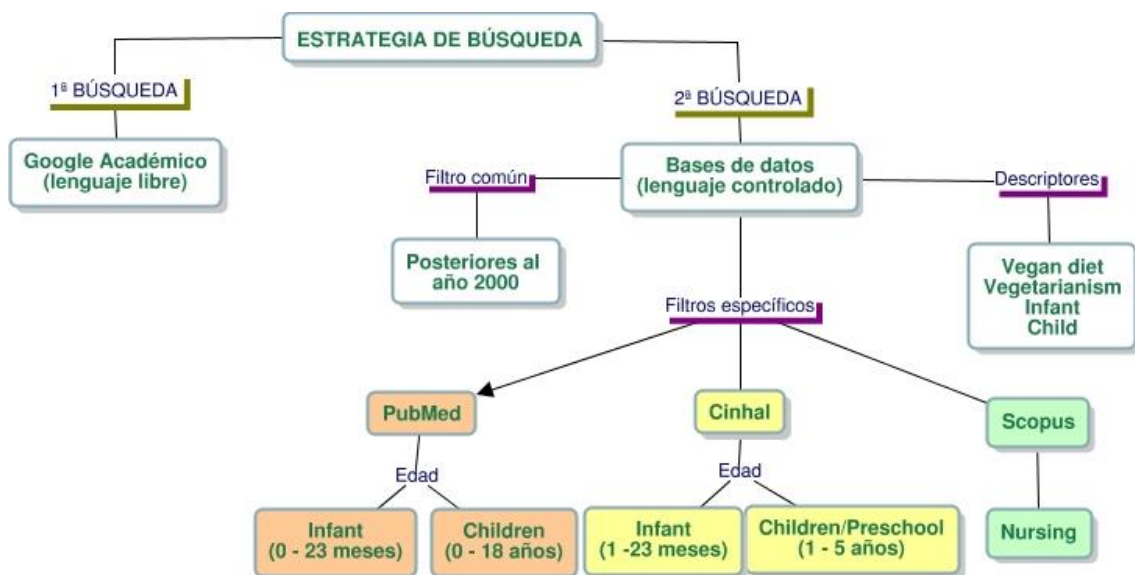 ESTRATEGIA DE BÚSQUEDA
1ª BÚSQUEDA
2ª BÚSQUEDA
Google Académico
(lenguaje libre)
Bases de datos
(lenguaje controlado)
Filtro común
Descriptores
Posteriores al
año 2000
Vegan diet
Vegetarianism
Infant
Child
Filtros específicos
PubMed
Cinhal
Scopus
Edad
Edad
Infant
(0 - 23 meses)
Children
(0 - 18 años)
Infant
(1 -23 meses)
Children/Preschool
(1 - 5 años)
Nursing